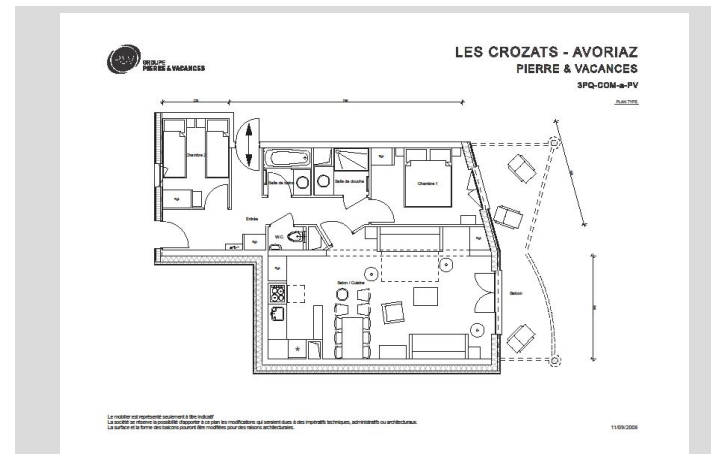 GROUPE
PIERRE & VACANCES
LES CROZATS - AVORIAZ
PIERRE & VACANCES
3PQ-COM-a-PV
PLAN TYPE
Chambre 2
Salle de bains
Salle de douche
Chambre 1
Entrée
W.C.
Salon / Cuisine
Balcon
Le mobilier est représenté seulement à titre indicatif
La société se réserve la possibilité d'apporter à ce plan les modifications qui seraient dues à des impératifs techniques, administratifs ou architecturaux.
La surface et la forme des balcons pourront être modifiées pour des raisons architecturales.